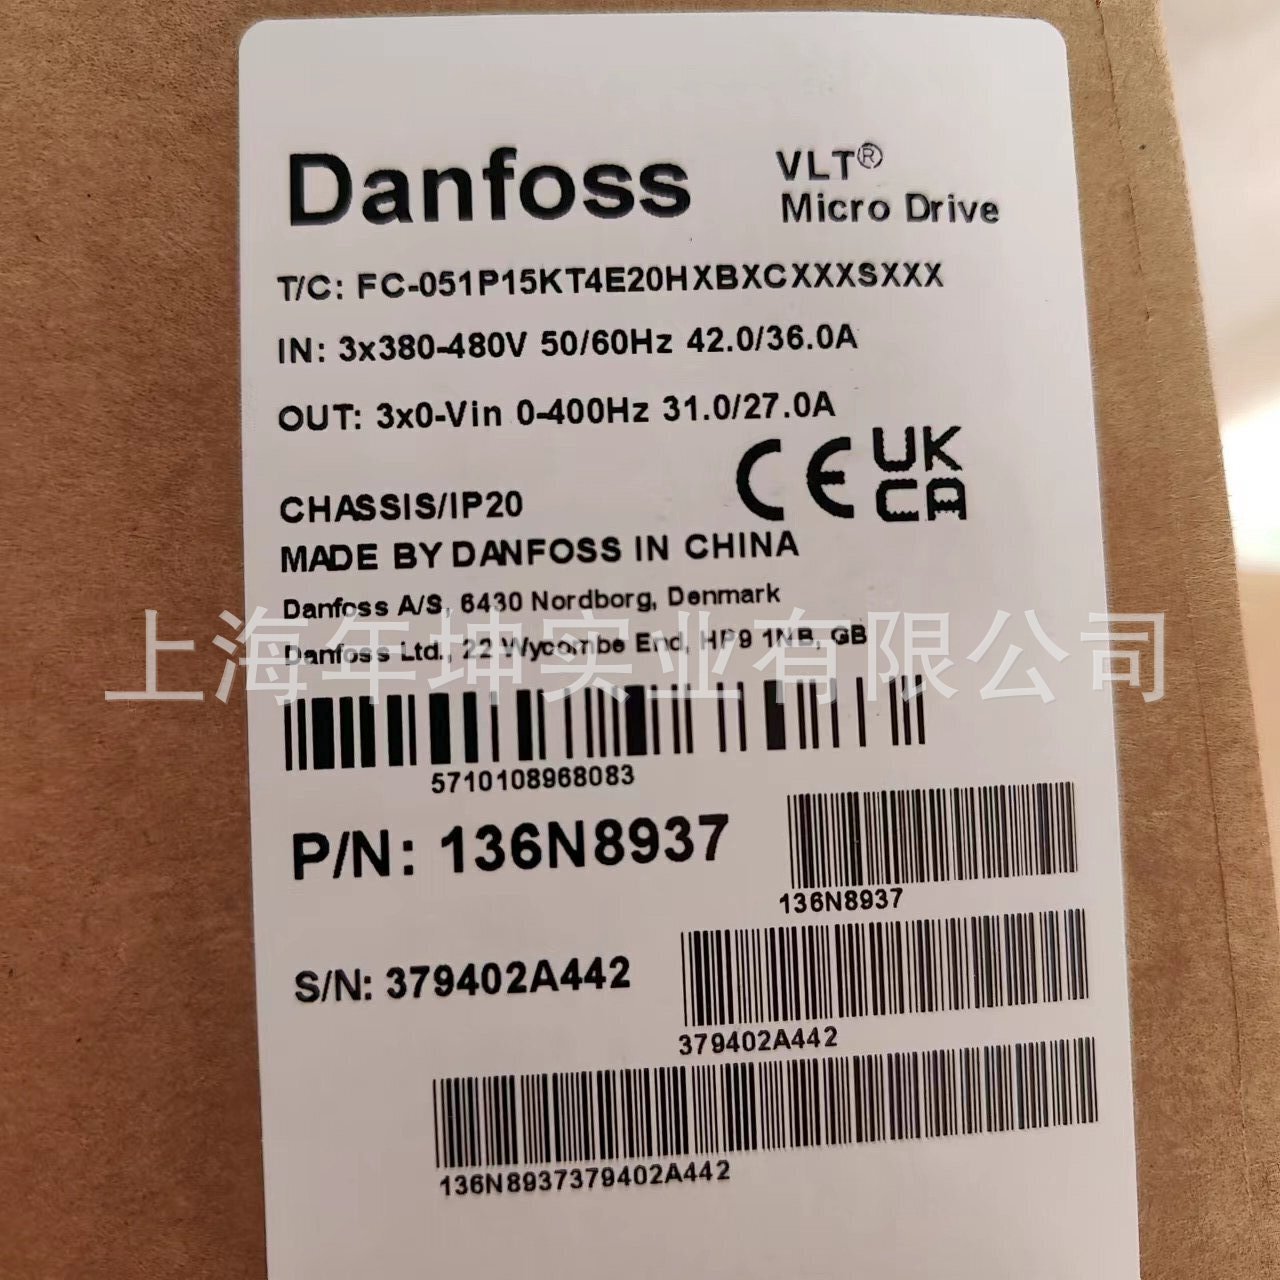 Danfoss
VLT®
Micro Drive
T/C: FC-051P15KT4E20HXBXCXXXSXXX
IN: 3x380-480V 50/60Hz 42.0/36.0A
OUT: 3x0-Vin 0-400Hz 31.0/27.0A
CE UK
CA
CHASSIS/IP20
MADE BY DANFOSS IN CHINA
Danfoss A/S, 6430 Nordborg, Denmark
上海年坤实业有限公司
Danfoss Ltd., 22 Wycombe End, HP9 1NB, GB
5710108968083
P/N: 136N8937
136N8937
S/N: 379402A442
379402A442
136N8937379402A442